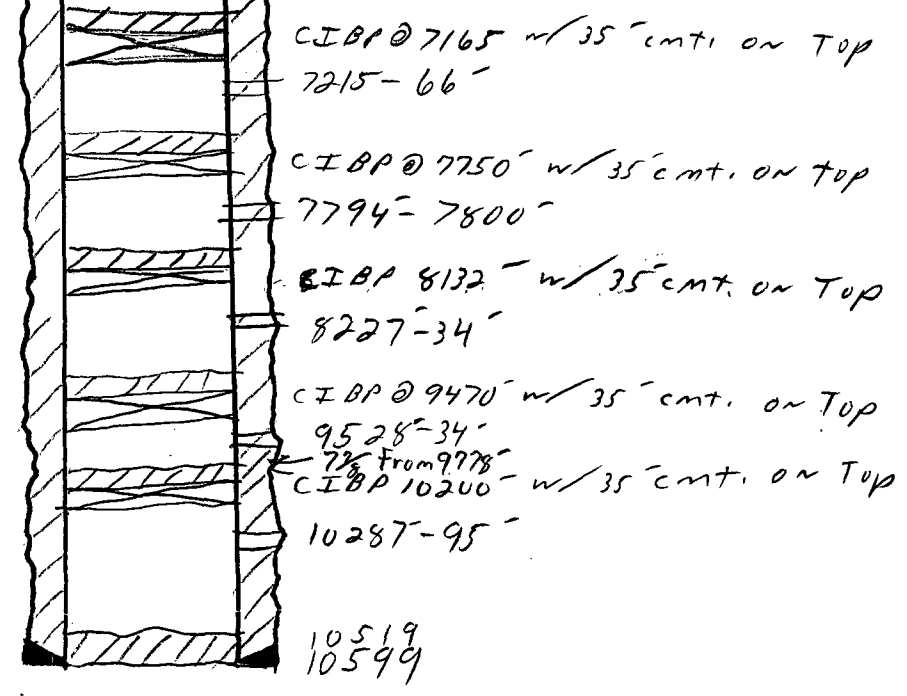 CIBP @ 7165 w/ 35' cmt. on Top
7215-66'
CIBP @ 7750' w/ 35' cmt. on top
7794'-7800'
CIBP 8132' w/ 35' cmt. on Top
8227'-34'
CIBP @ 9470' w/ 35' cmt. on Top
9528'-34'
7 7/8 From 9778'
CIBP 10200' w/ 35' cmt. on Top
10287'-95'
10519
10599